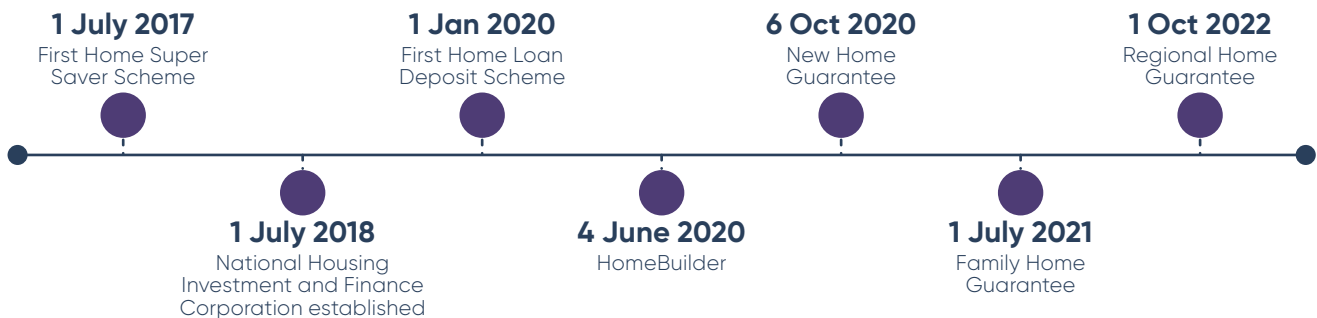 1 July 2017
First Home Super
Saver Scheme
1 July 2018
National Housing
Investment and Finance
Corporation established
1 Jan 2020
First Home Loan
Deposit Scheme
4 June 2020
HomeBuilder
6 Oct 2020
New Home
Guarantee
1 July 2021
Family Home
Guarantee
1 Oct 2022
Regional Home
Guarantee